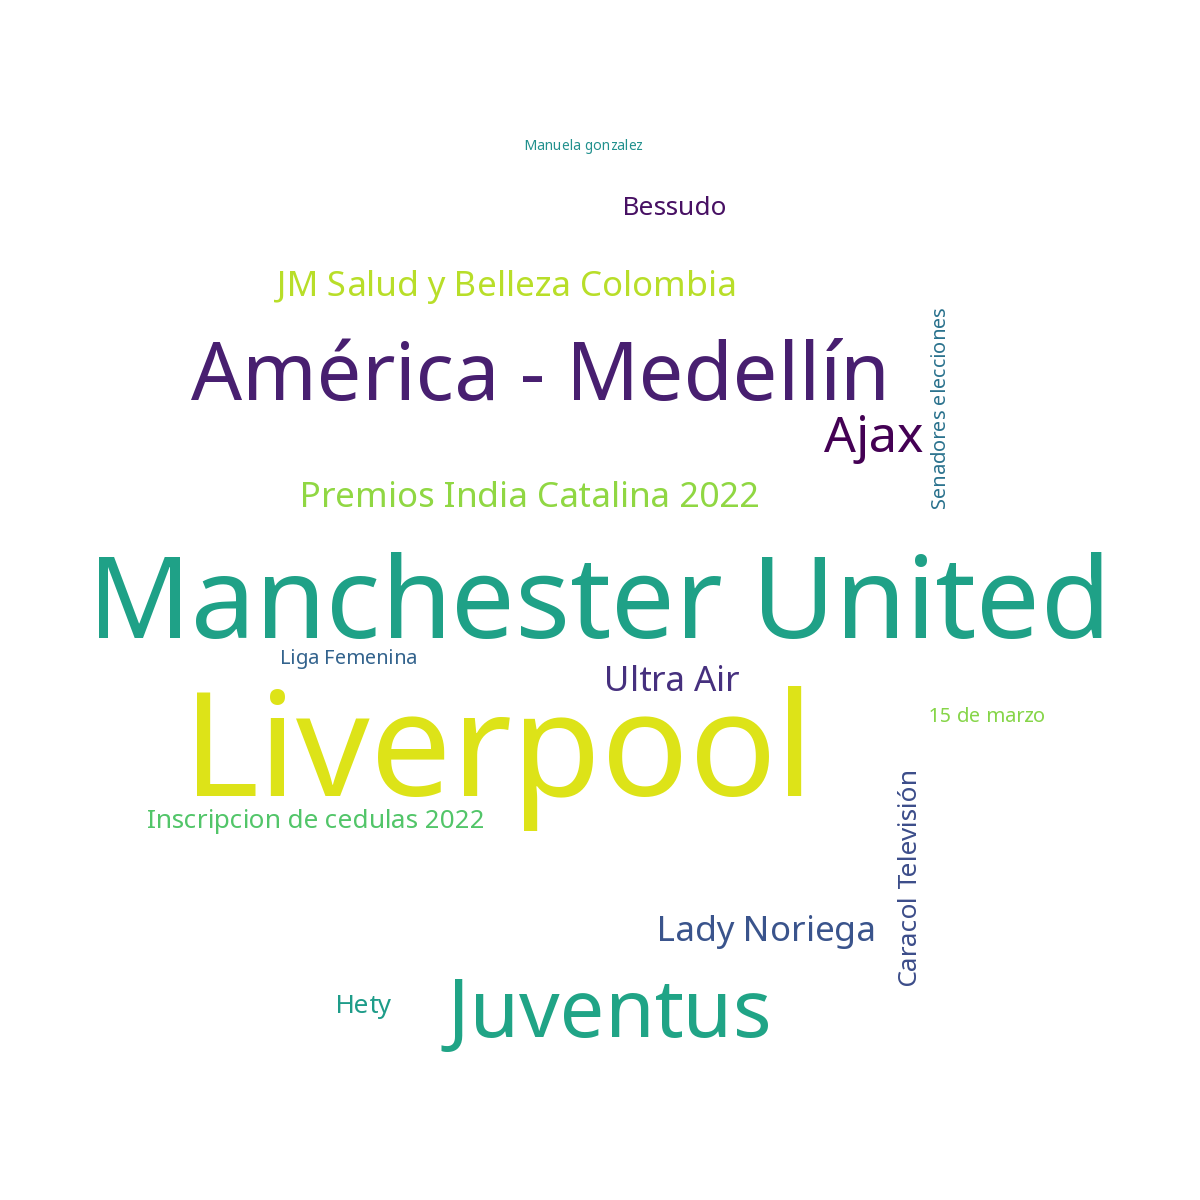 Manuela gonzalez
Bessudo
JM Salud y Belleza Colombia
América - Medellín
Senadores elecciones
Ajax
Premios India Catalina 2022
Manchester United
Liga Femenina
Ultra Air
Liverpool
15 de marzo
Inscripcion de cedulas 2022
Caracol Televisión
Lady Noriega
Hety
Juventus